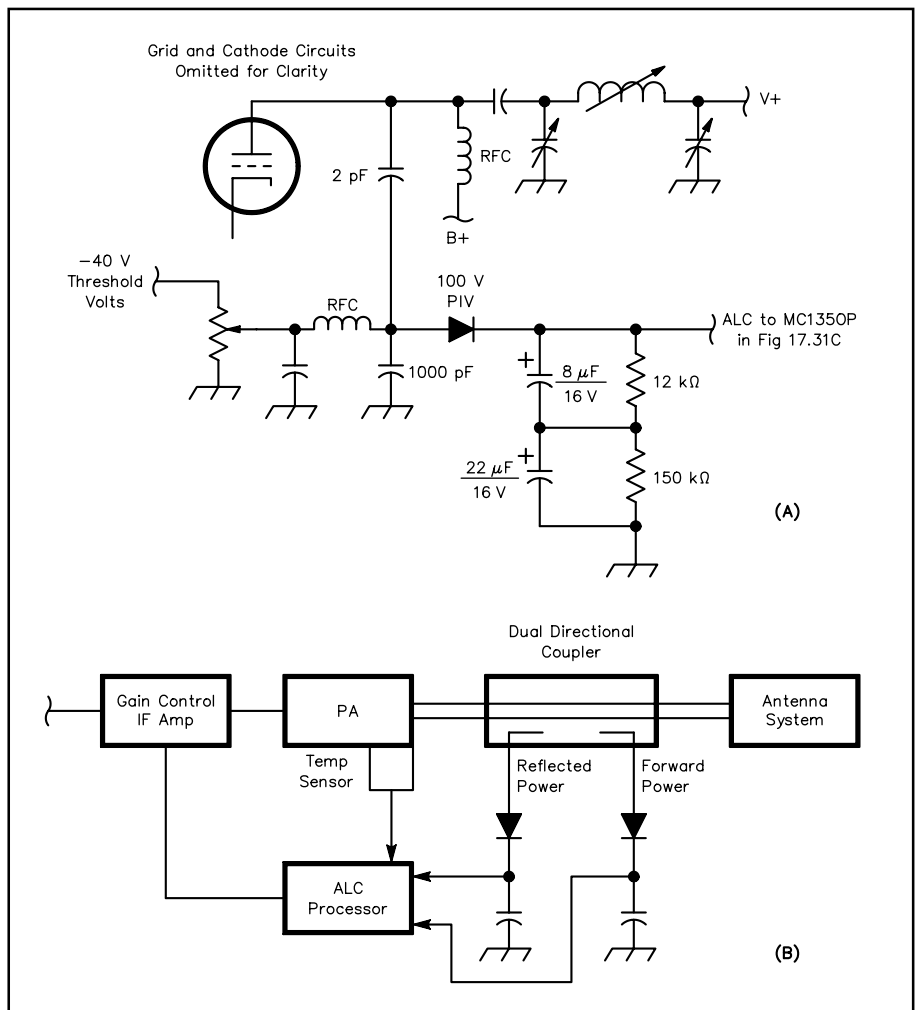 Grid and Cathode Circuits
Omitted for Clarity
V+
RFC
2 pF
B+
−40 V
Threshold
Volts
RFC
100 V
PIV
ALC to MC1350P
in Fig 17.31C
1000 pF
+
8 μF
16 V
12 kΩ
+
22 μF
16 V
150 kΩ
(A)
Dual Directional
Coupler
Gain Control
IF Amp
PA
Antenna
System
Temp
Sensor
Reflected
Power
Forward
Power
ALC
Processor
(B)